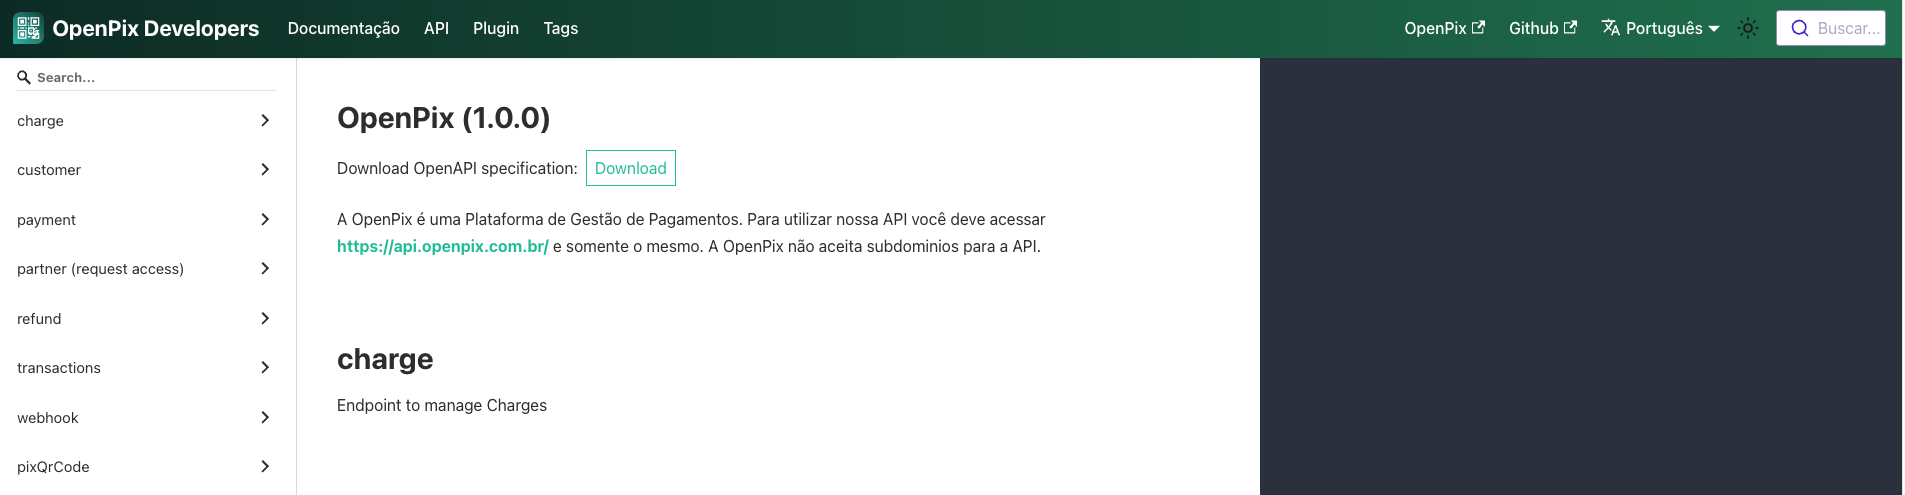 OpenPix Developers Documentação API Plugin Tags OpenPix Github Português Buscar...
Search...
charge
customer
payment
partner (request access)
refund
transactions
webhook
pixQrCode
OpenPix (1.0.0)
Download OpenAPI specification: Download
A OpenPix é uma Plataforma de Gestão de Pagamentos. Para utilizar nossa API você deve acessar
https://api.openpix.com.br/ e somente o mesmo. A OpenPix não aceita subdominios para a API.
charge
Endpoint to manage Charges